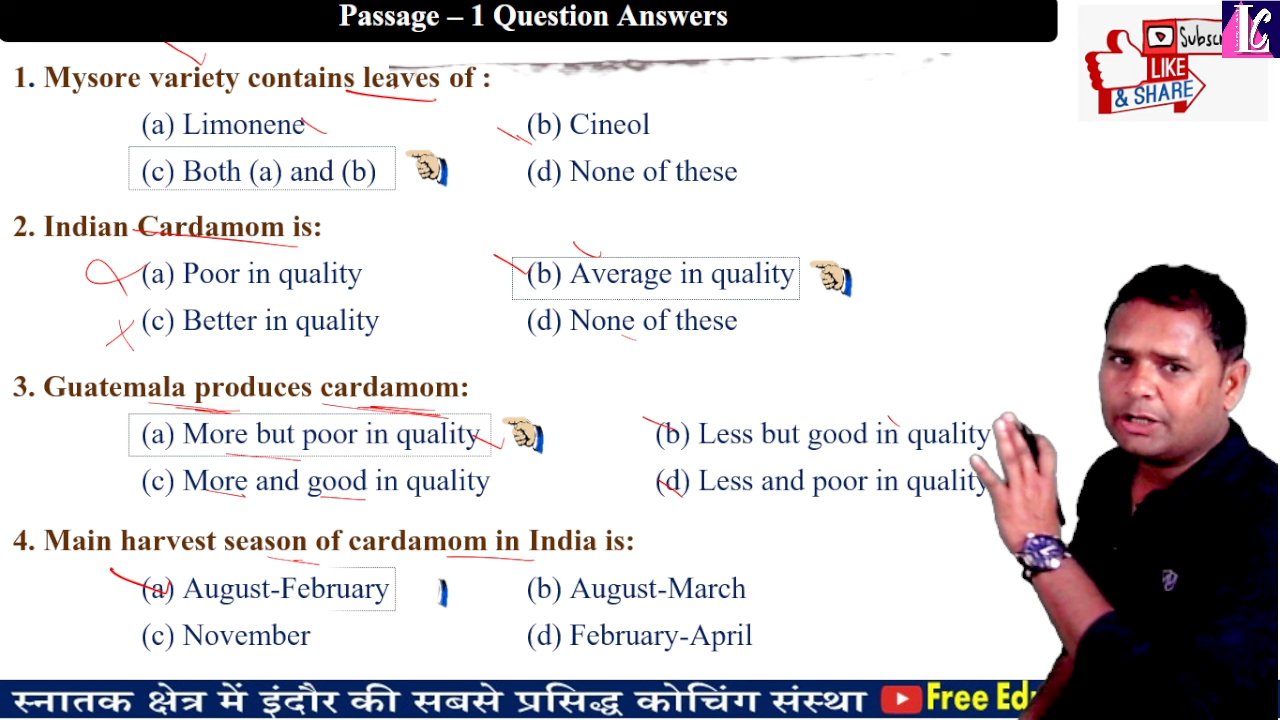 Passage – 1 Question Answers
Subsc
LIKE
& SHARE
LC
1. Mysore variety contains leaves of :
(a) Limonene (b) Cineol
(c) Both (a) and (b) (d) None of these
2. Indian Cardamom is:
(a) Poor in quality (b) Average in quality
(c) Better in quality (d) None of these
3. Guatemala produces cardamom:
(a) More but poor in quality (b) Less but good in quality
(c) More and good in quality (d) Less and poor in quality
4. Main harvest season of cardamom in India is:
(a) August-February (b) August-March
(c) November (d) February-April
स्नातक क्षेत्र में इंदौर की सबसे प्रसिद्ध कोचिंग संस्था Free Edu